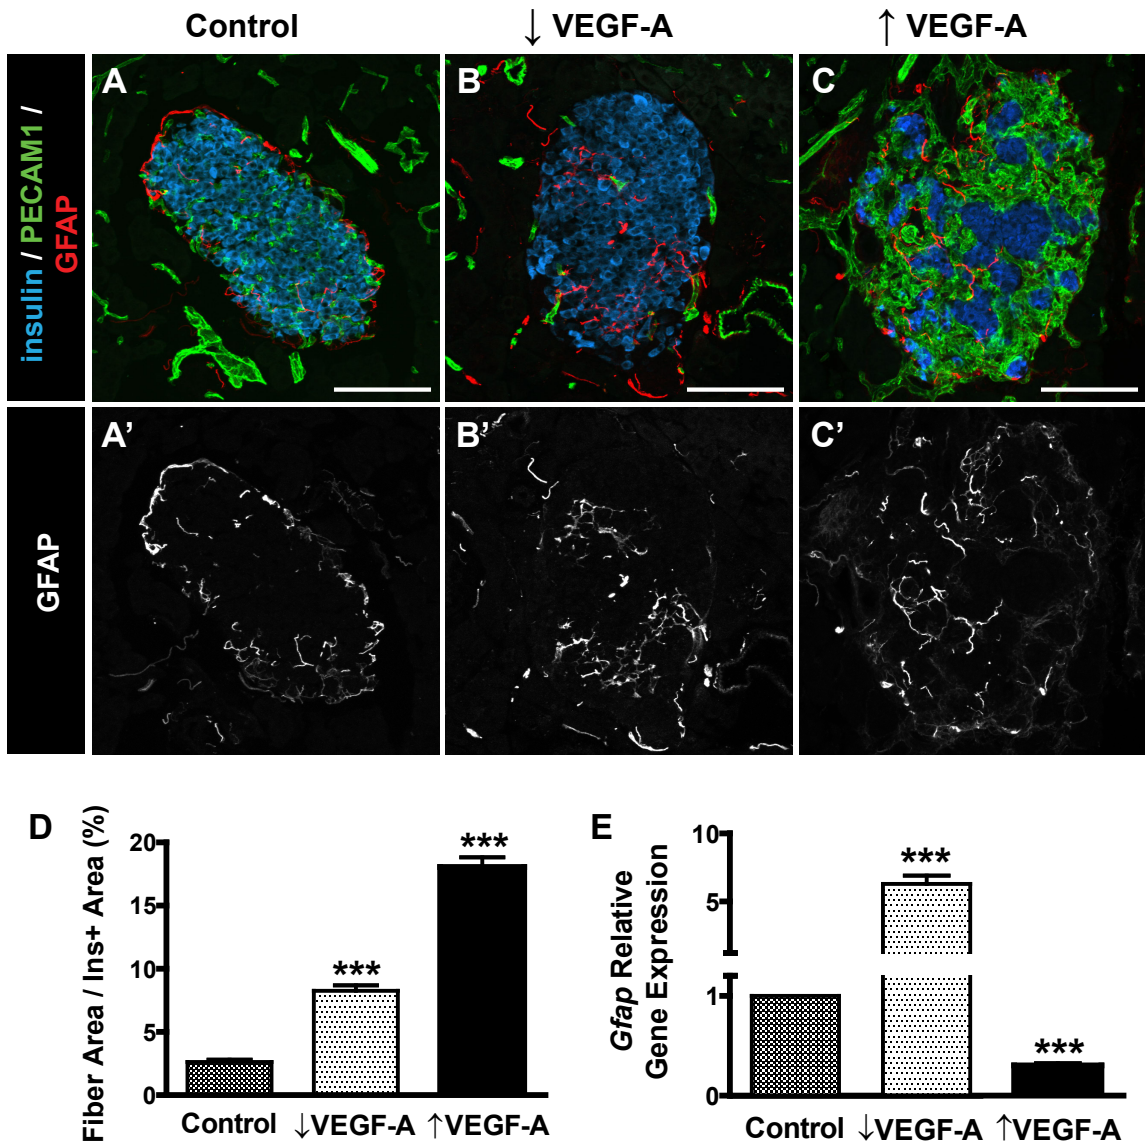 Control
↓ VEGF-A
↑ VEGF-A
insulin / PECAM1 /
GFAP
A
B
C
GFAP
A'
B'
C'
D
Fiber Area / Ins+ Area (%)
20
15
10
5
0
***
***
Control
↓VEGF-A
↑VEGF-A
E
Gfap Relative
Gene Expression
10
5
1
0
***
***
Control
↓VEGF-A
↑VEGF-A